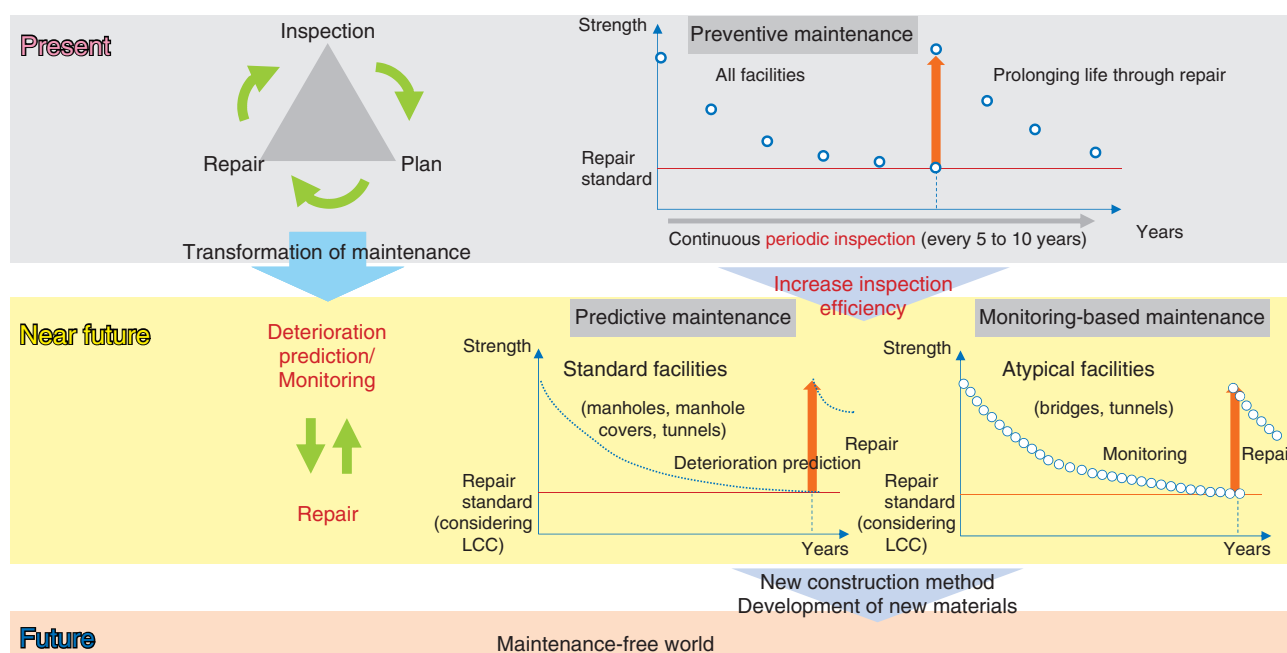 Present
Inspection
Repair
Plan
Strength
Preventive maintenance
All facilities
Prolonging life through repair
Repair
standard
Continuous periodic inspection (every 5 to 10 years)
Years
Transformation of maintenance
Increase inspection
efficiency
Near future
Deterioration
prediction/
Monitoring
Repair
Predictive maintenance
Strength
Standard facilities
(manholes, manhole
covers, tunnels)
Repair
Deterioration prediction
Repair
standard
(considering
LCC)
Years
Monitoring-based maintenance
Strength
Atypical facilities
(bridges, tunnels)
Monitoring
Repair
Repair
standard
(considering
LCC)
Years
New construction method
Development of new materials
Future
Maintenance-free world